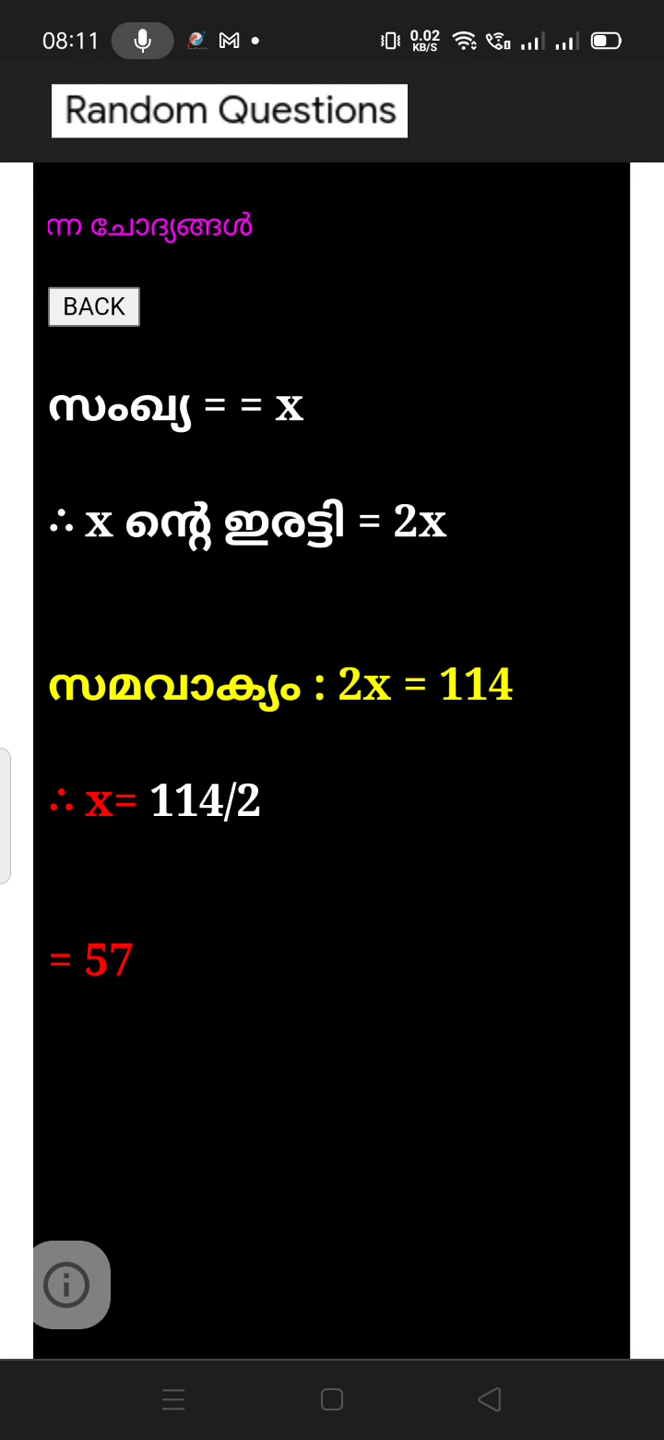 08:11
0.02
KB/S
Random Questions
ന്ന ചോദ്യങ്ങൾ
BACK
സംഖ്യ = = x
∴ x ന്റെ ഇരട്ടി = 2x
സമവാക്യം : 2x = 114
∴ x= 114/2
= 57